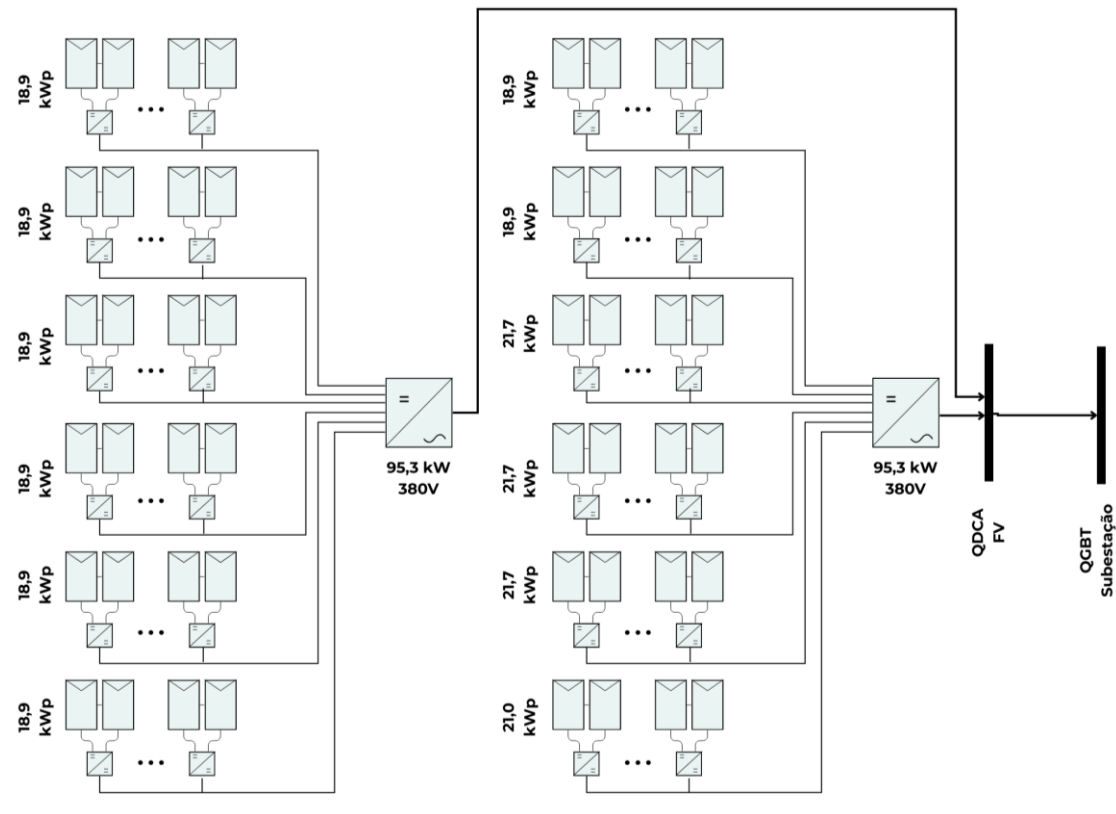 18,9
kWp
18,9
kWp
18,9
kWp
18,9
kWp
18,9
kWp
18,9
kWp
95,3 kW
380V
18,9
kWp
18,9
kWp
21,7
kWp
21,7
kWp
21,7
kWp
21,0
kWp
95,3 kW
380V
QDCA
FV
QGBT
Subestação